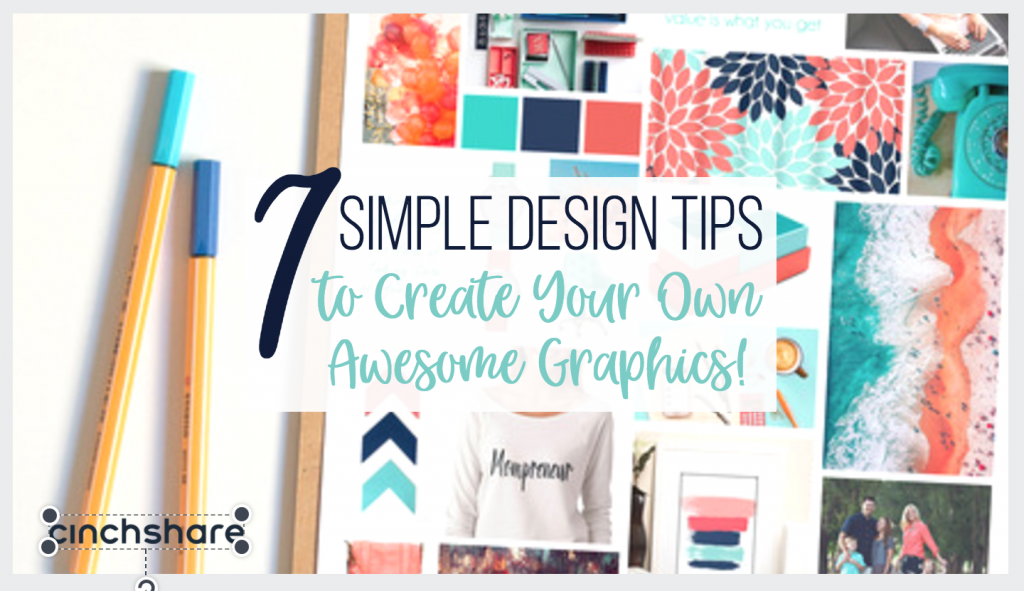 value is what you get
7 SIMPLE DESIGN TIPS
to Create Your Own
Awesome Graphics!
Mompreneur
cinchshare